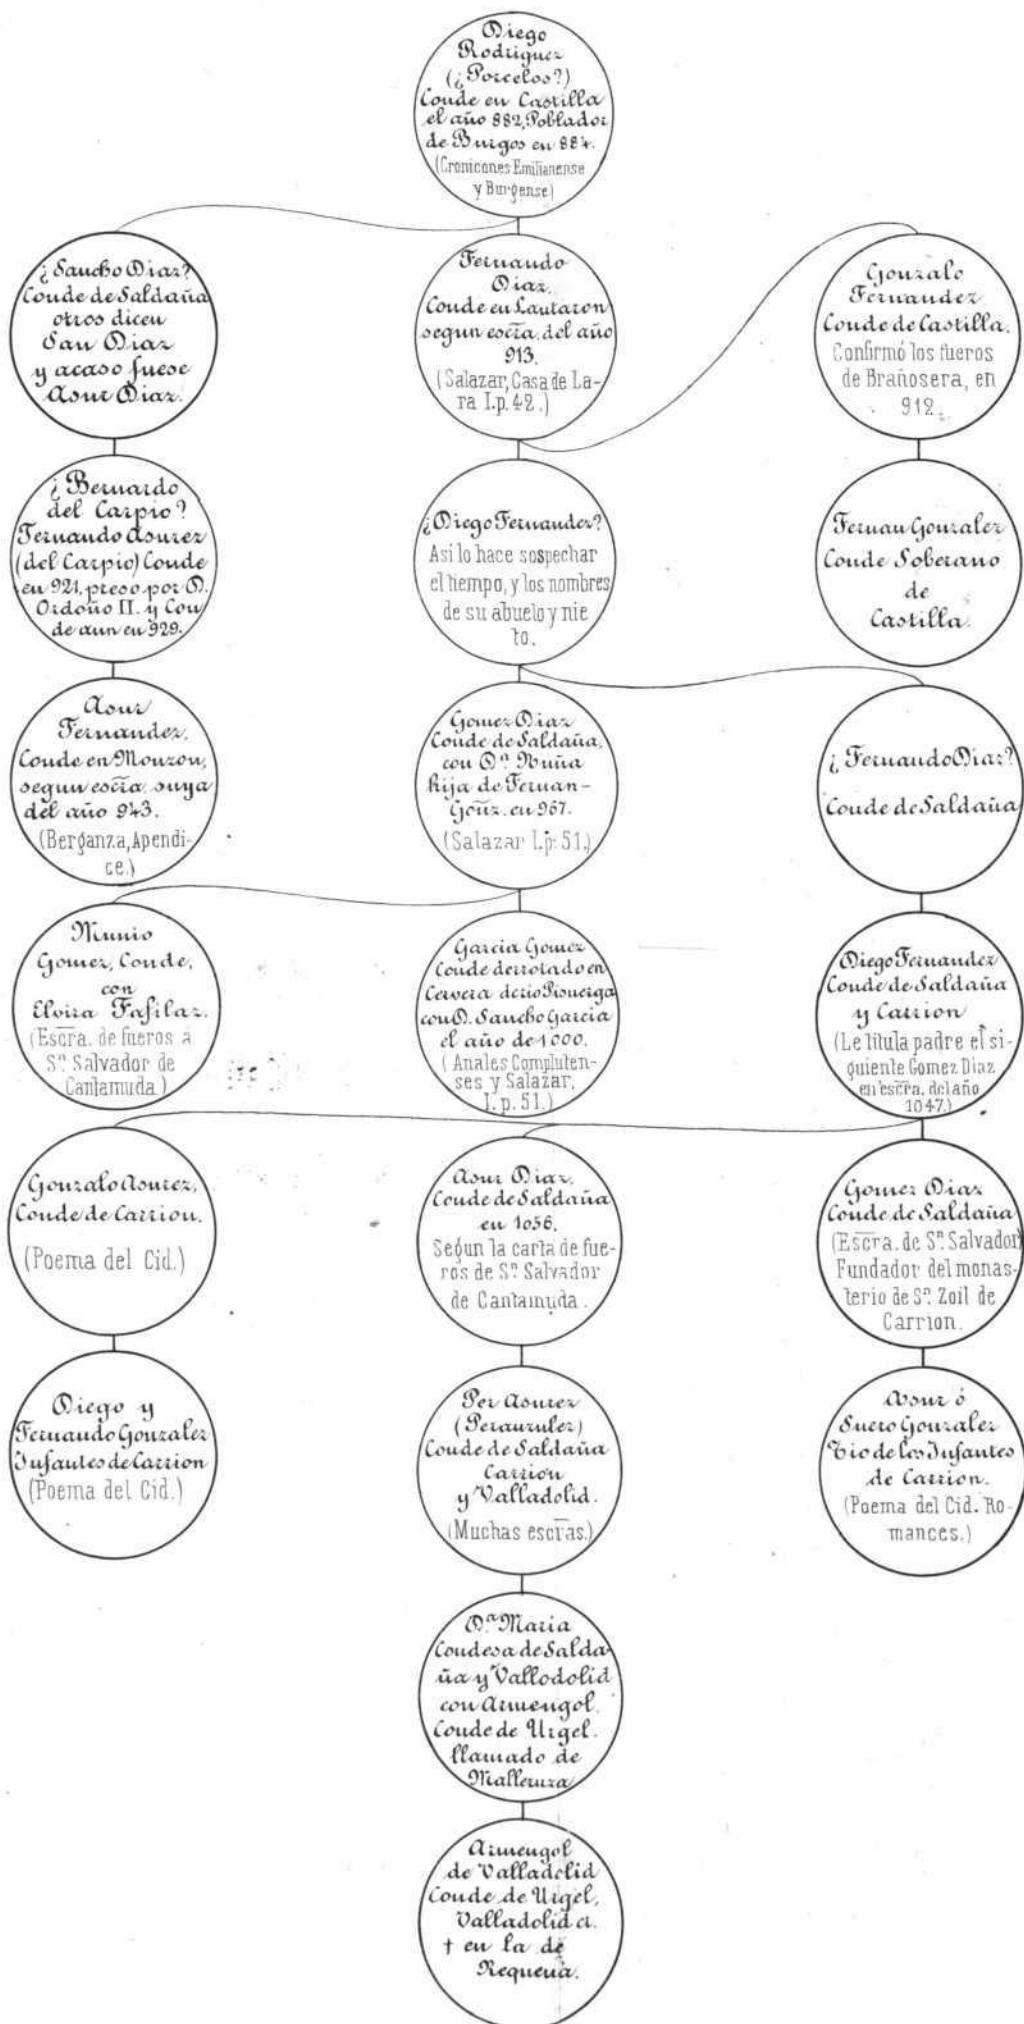 Diego
Rodriguez
(¿Porcelos?)
Conde en Castilla
el año 882, Poblador
de Burgos en 884.
(Cronicones Emilianense
y Burgense)
¿Sancho Diaz?
Conde de Saldaña
otros dicen
San Diaz
y acaso fuese
Asur Diaz.
Fernando
Diaz.
Conde en Lantaron
segun escra. del año
913.
(Salazar, Casa de La-
ra I.p. 42.)
Gonzalo
Fernandez
Conde de Castilla.
Confirmó los fueros
de Brañosera, en
912.
¿Bernardo
del Carpio?
Fernando Asurez
(del Carpio) Conde
en 921, preso por D.
Ordoño II. y Con
de aun en 929.
¿Diego Fernandez?
Asi lo hace sospechar
el tiempo, y los nombres
de su abuelo y nie
to.
Fernan Gonzalez
Conde Soberano
de
Castilla.
Asur
Fernandez.
Conde en Monzon,
segun escra. suya
del año 943.
(Berganza, Apendi-
ce.)
Gomez Diaz
Conde de Saldaña,
con Dª Nuña
hija de Fernan-
Gonz. en 967.
(Salazar I.p. 51.)
¿Fernando Diaz?
Conde de Saldaña
Munio
Gomez, Conde,
con
Elvira Fafilaz.
(Escra. de fueros a
Sn Salvador de
Cantamuda)
Garcia Gomez
Conde derrotado en
Cervera de rio Pisuerga
con D. Sancho Garcia
el año de 1000.
(Anales Compluten-
ses y Salazar,
I. p. 51.)
Diego Fernandez
Conde de Saldaña
y Carrion
(Le titula padre el si-
guiente Gomez Diaz
en escra. del año
1047.)
Gonzalo Asurez,
Conde de Carrion.
(Poema del Cid.)
Asur Diaz.
Conde de Saldaña
en 1056.
Segun la carta de fue-
ros de Sn Salvador
de Cantamuda.
Gomez Diaz
Conde de Saldaña
(Escra. de Sn Salvador)
Fundador del monas-
terio de Sn Zoil de
Carrion.
Diego y
Fernando Gonzalez
Infantes de Carrion
(Poema del Cid.)
Per Asurez
(Peranzulez)
Conde de Saldaña
Carrion
y Valladolid.
(Muchas escras.)
Asur ó
Suero Gonzalez
Tio de los Infantes
de Carrion.
(Poema del Cid. Ro-
mances.)
Dª Maria
Condesa de Salda-
ña y Vallodolid
con Armengol.
Conde de Urgel.
llamado de
Malleruza
Armengol
de Valladolid
Conde de Urgel,
Valladolid et.
† en la de
Requena.